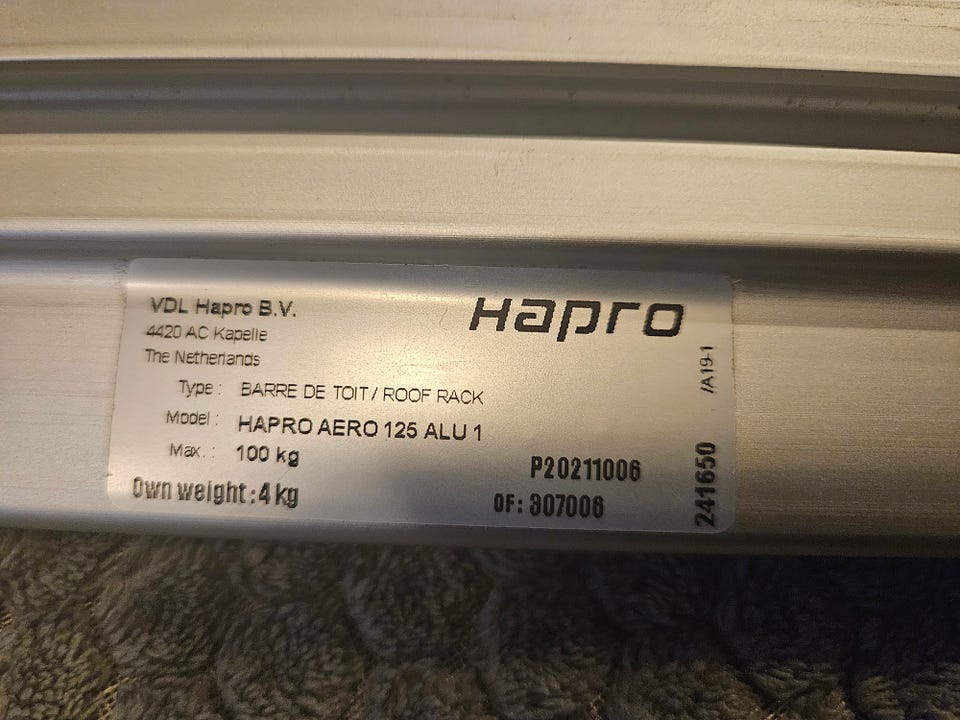 Hapro
VDL Hapro B.V.
4420 AC Kapelle
The Netherlands
Type : BARRE DE TOIT / ROOF RACK
Model : HAPRO AERO 125 ALU 1
Max. : 100 kg
Own weight : 4 kg
P20211006
OF: 307006
241650
/A19-1